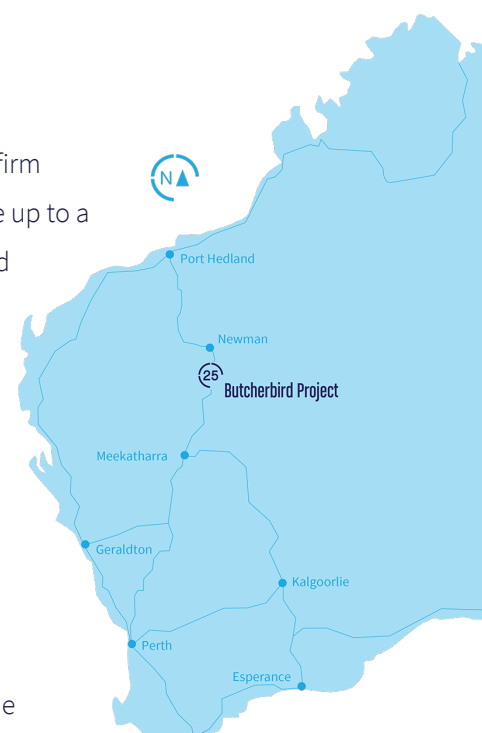 firm
up to a
N
Port Hedland
Newman
25
Butcherbird Project
Meekatharra
Geraldton
Kalgoorlie
Perth
Esperance